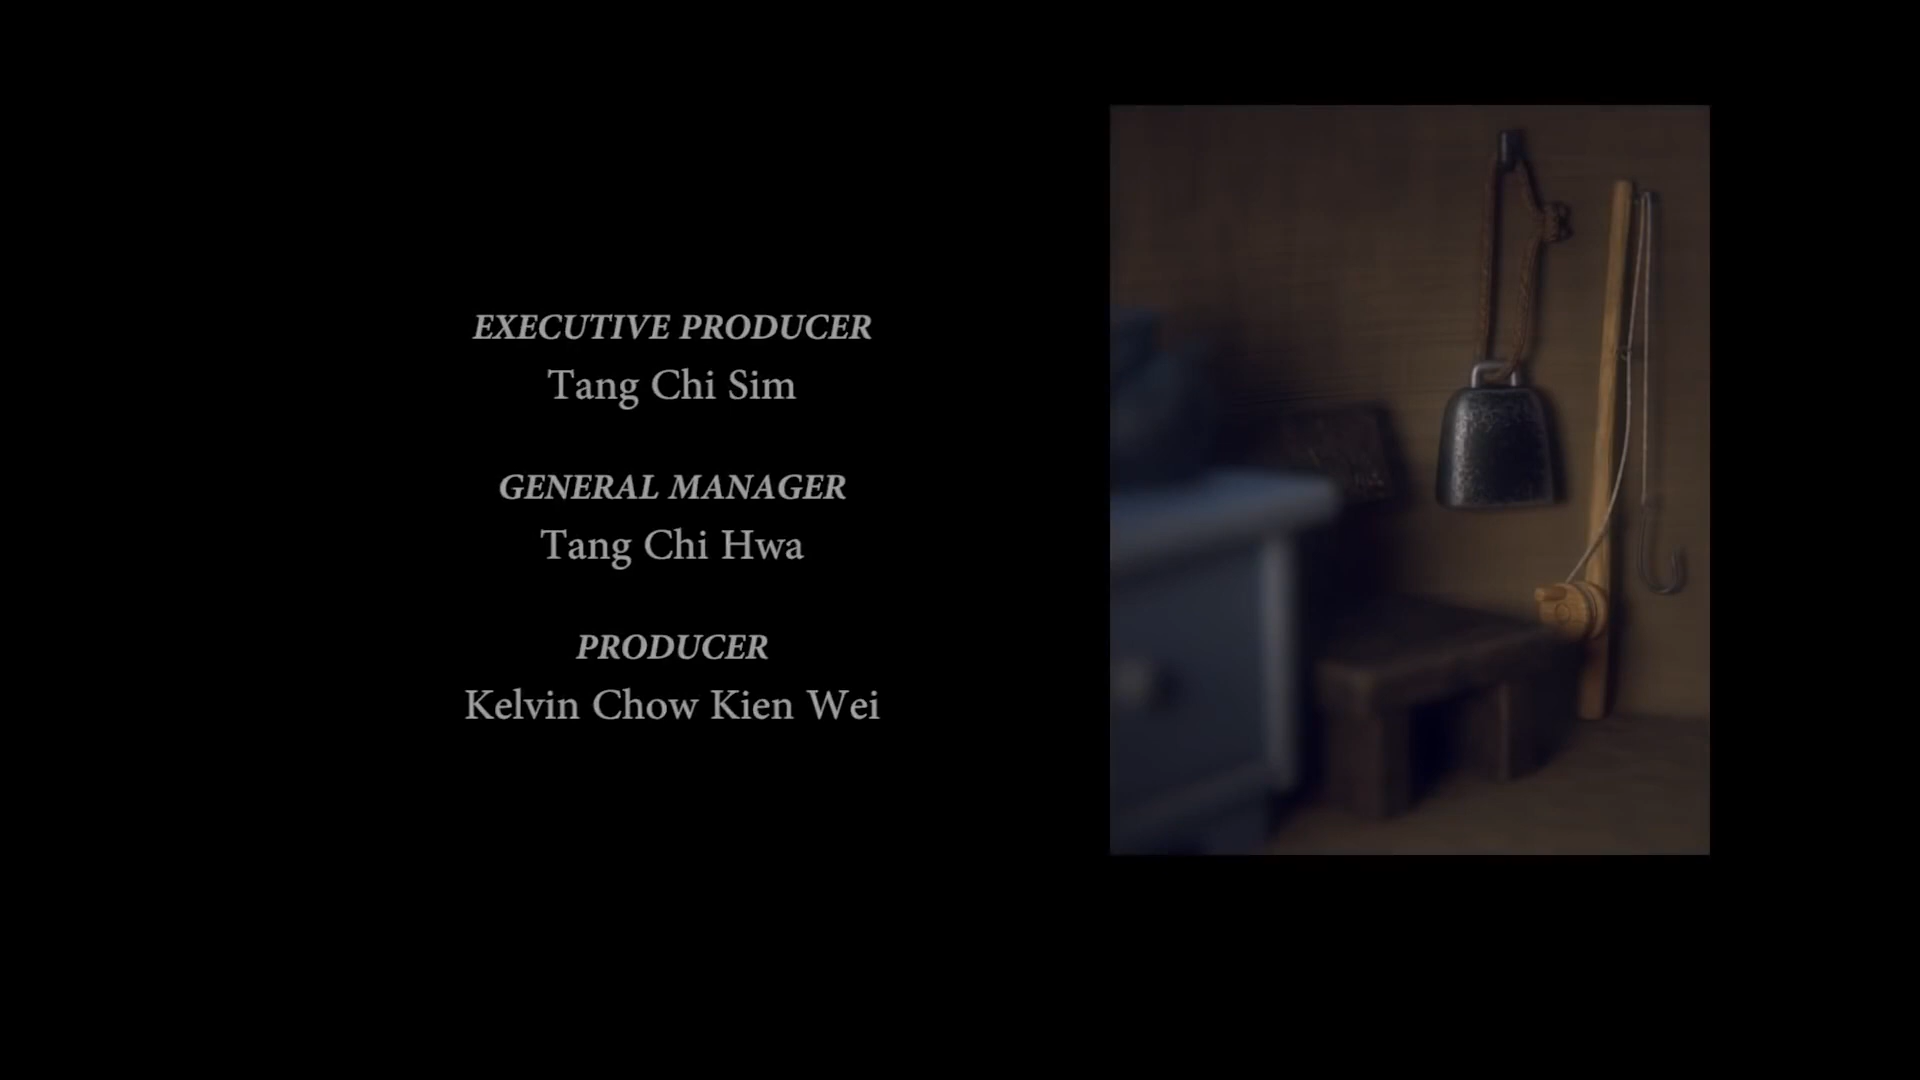 EXECUTIVE PRODUCER
Tang Chi Sim
GENERAL MANAGER
Tang Chi Hwa
PRODUCER
Kelvin Chow Kien Wei